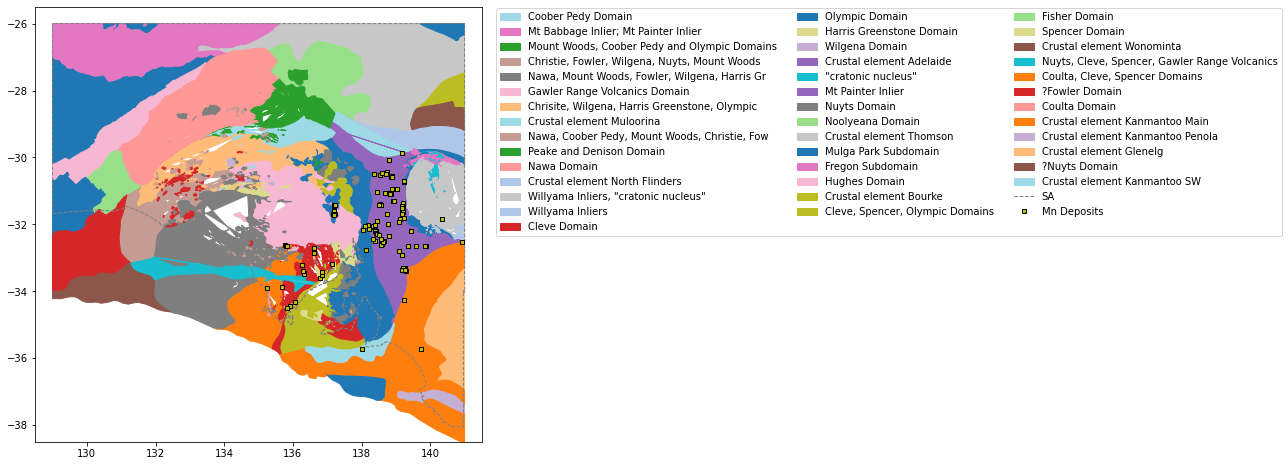 −26
−28
−30
−32
−34
−36
−38
130
132
134
136
138
140
Coober Pedy Domain
Mt Babbage Inlier; Mt Painter Inlier
Mount Woods, Coober Pedy and Olympic Domains
Christie, Fowler, Wilgena, Nuyts, Mount Woods
Nawa, Mount Woods, Fowler, Wilgena, Harris Gr
Gawler Range Volcanics Domain
Chrisite, Wilgena, Harris Greenstone, Olympic
Crustal element Muloorina
Nawa, Coober Pedy, Mount Woods, Christie, Fow
Peake and Denison Domain
Nawa Domain
Crustal element North Flinders
Willyama Inliers, "cratonic nucleus"
Willyama Inliers
Cleve Domain
Olympic Domain
Harris Greenstone Domain
Wilgena Domain
Crustal element Adelaide
"cratonic nucleus"
Mt Painter Inlier
Nuyts Domain
Noolyeana Domain
Crustal element Thomson
Mulga Park Subdomain
Fregon Subdomain
Hughes Domain
Crustal element Bourke
Cleve, Spencer, Olympic Domains
Fisher Domain
Spencer Domain
Crustal element Wonominta
Nuyts, Cleve, Spencer, Gawler Range Volcanics
Coulta, Cleve, Spencer Domains
?Fowler Domain
Coulta Domain
Crustal element Kanmantoo Main
Crustal element Kanmantoo Penola
Crustal element Glenelg
?Nuyts Domain
Crustal element Kanmantoo SW
SA
Mn Deposits